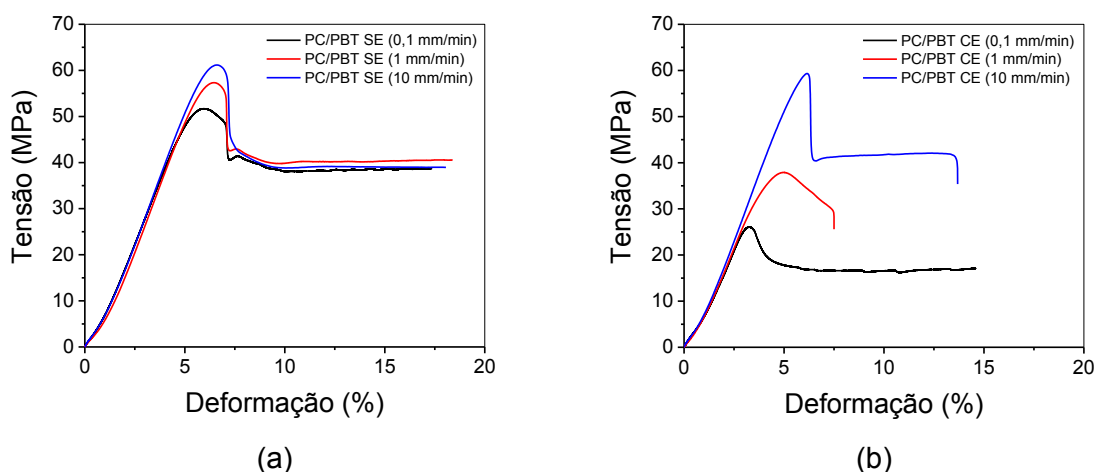 70
60
50
40
30
20
10
0
Tensão (MPa)
PC/PBT SE (0,1 mm/min)
PC/PBT SE (1 mm/min)
PC/PBT SE (10 mm/min)
0 5 10 15 20
Deformação (%)
(a)
70
60
50
40
30
20
10
0
Tensão (MPa)
PC/PBT CE (0,1 mm/min)
PC/PBT CE (1 mm/min)
PC/PBT CE (10 mm/min)
0 5 10 15 20
Deformação (%)
(b)